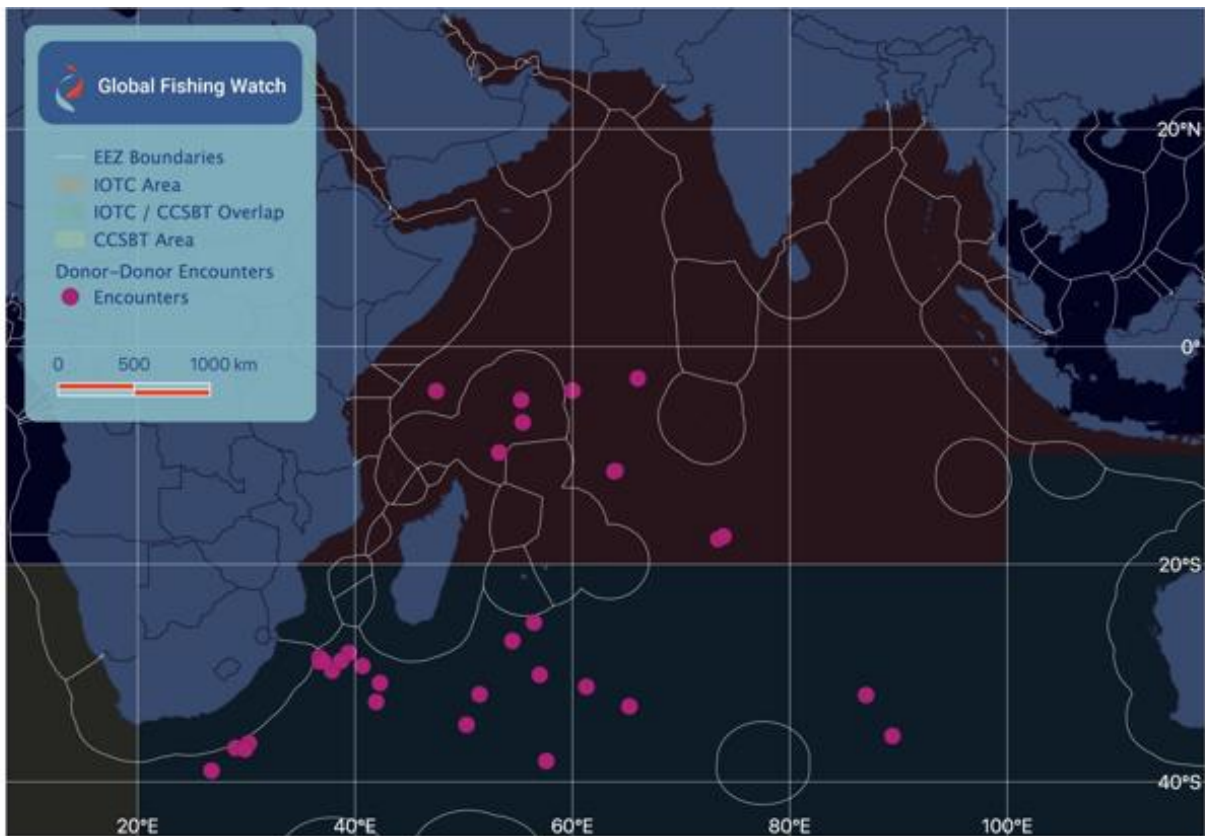 Global Fishing Watch
EEZ Boundaries
IOTC Area
IOTC / CCSBT Overlap
CCSBT Area
Donor-Donor Encounters
Encounters
0 500 1000 km
20°N
0°
20°S
40°S
20°E 40°E 60°E 80°E 100°E